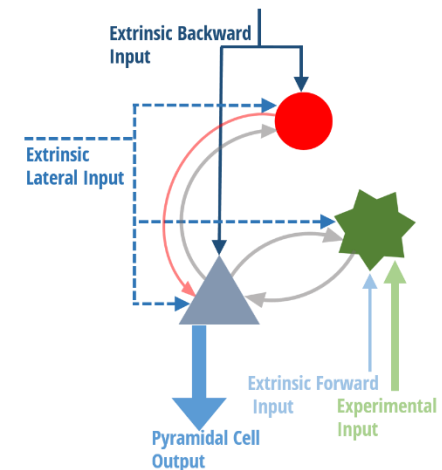 Extrinsic Backward
Input
Extrinsic
Lateral Input
Extrinsic Forward
Input
Experimental
Input
Pyramidal Cell
Output